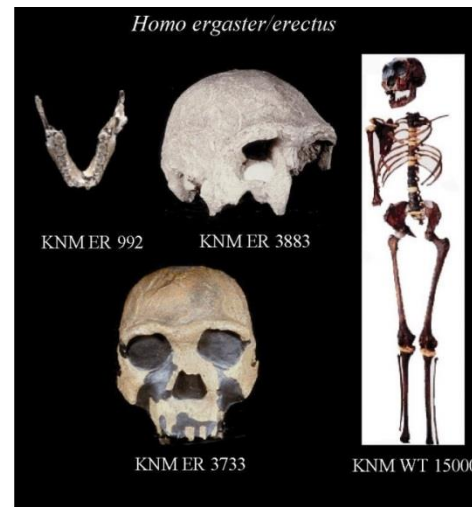 Homo ergaster/erectus
KNM ER 992
KNM ER 3883
KNM ER 3733
KNM WT 15000